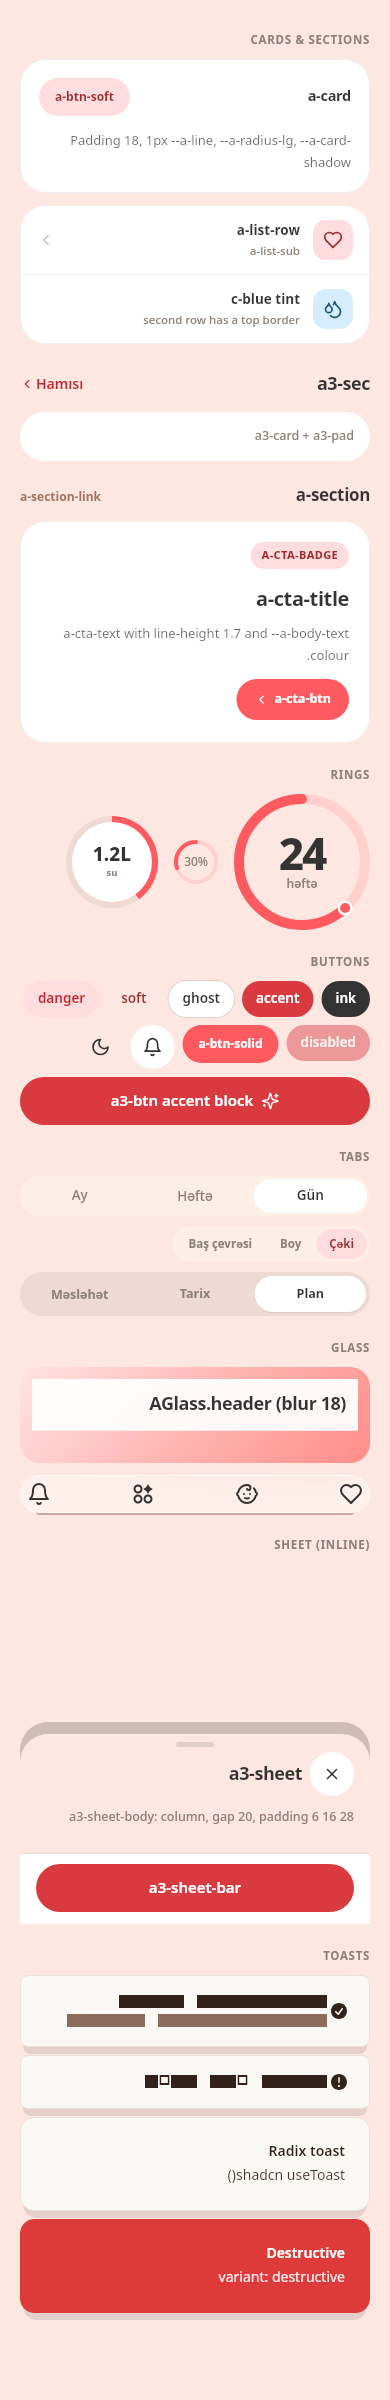 CARDS & SECTIONS
a-card
a-btn-soft
Padding 18, 1px --a-line, --a-radius-lg, --a-card-
shadow
a-list-row
a-list-sub
c-blue tint
second row has a top border
a3-sec
Hamısı
a3-card + a3-pad
a-section
a-section-link
A-CTA-BADGE
a-cta-title
a-cta-text with line-height 1.7 and --a-body-text
.colour
a-cta-btn
RINGS
24
həftə
30%
1.2L
su
BUTTONS
ink
accent
ghost
soft
danger
disabled
a-btn-solid
a3-btn accent block
TABS
Gün
Həftə
Ay
Çəki
Boy
Baş çevrəsi
Plan
Tarix
Məsləhət
GLASS
AGlass.header (blur 18)
SHEET (INLINE)
a3-sheet
a3-sheet-body: column, gap 20, padding 6 16 28
a3-sheet-bar
TOASTS
Radix toast
()shadcn useToast
Destructive
variant: destructive